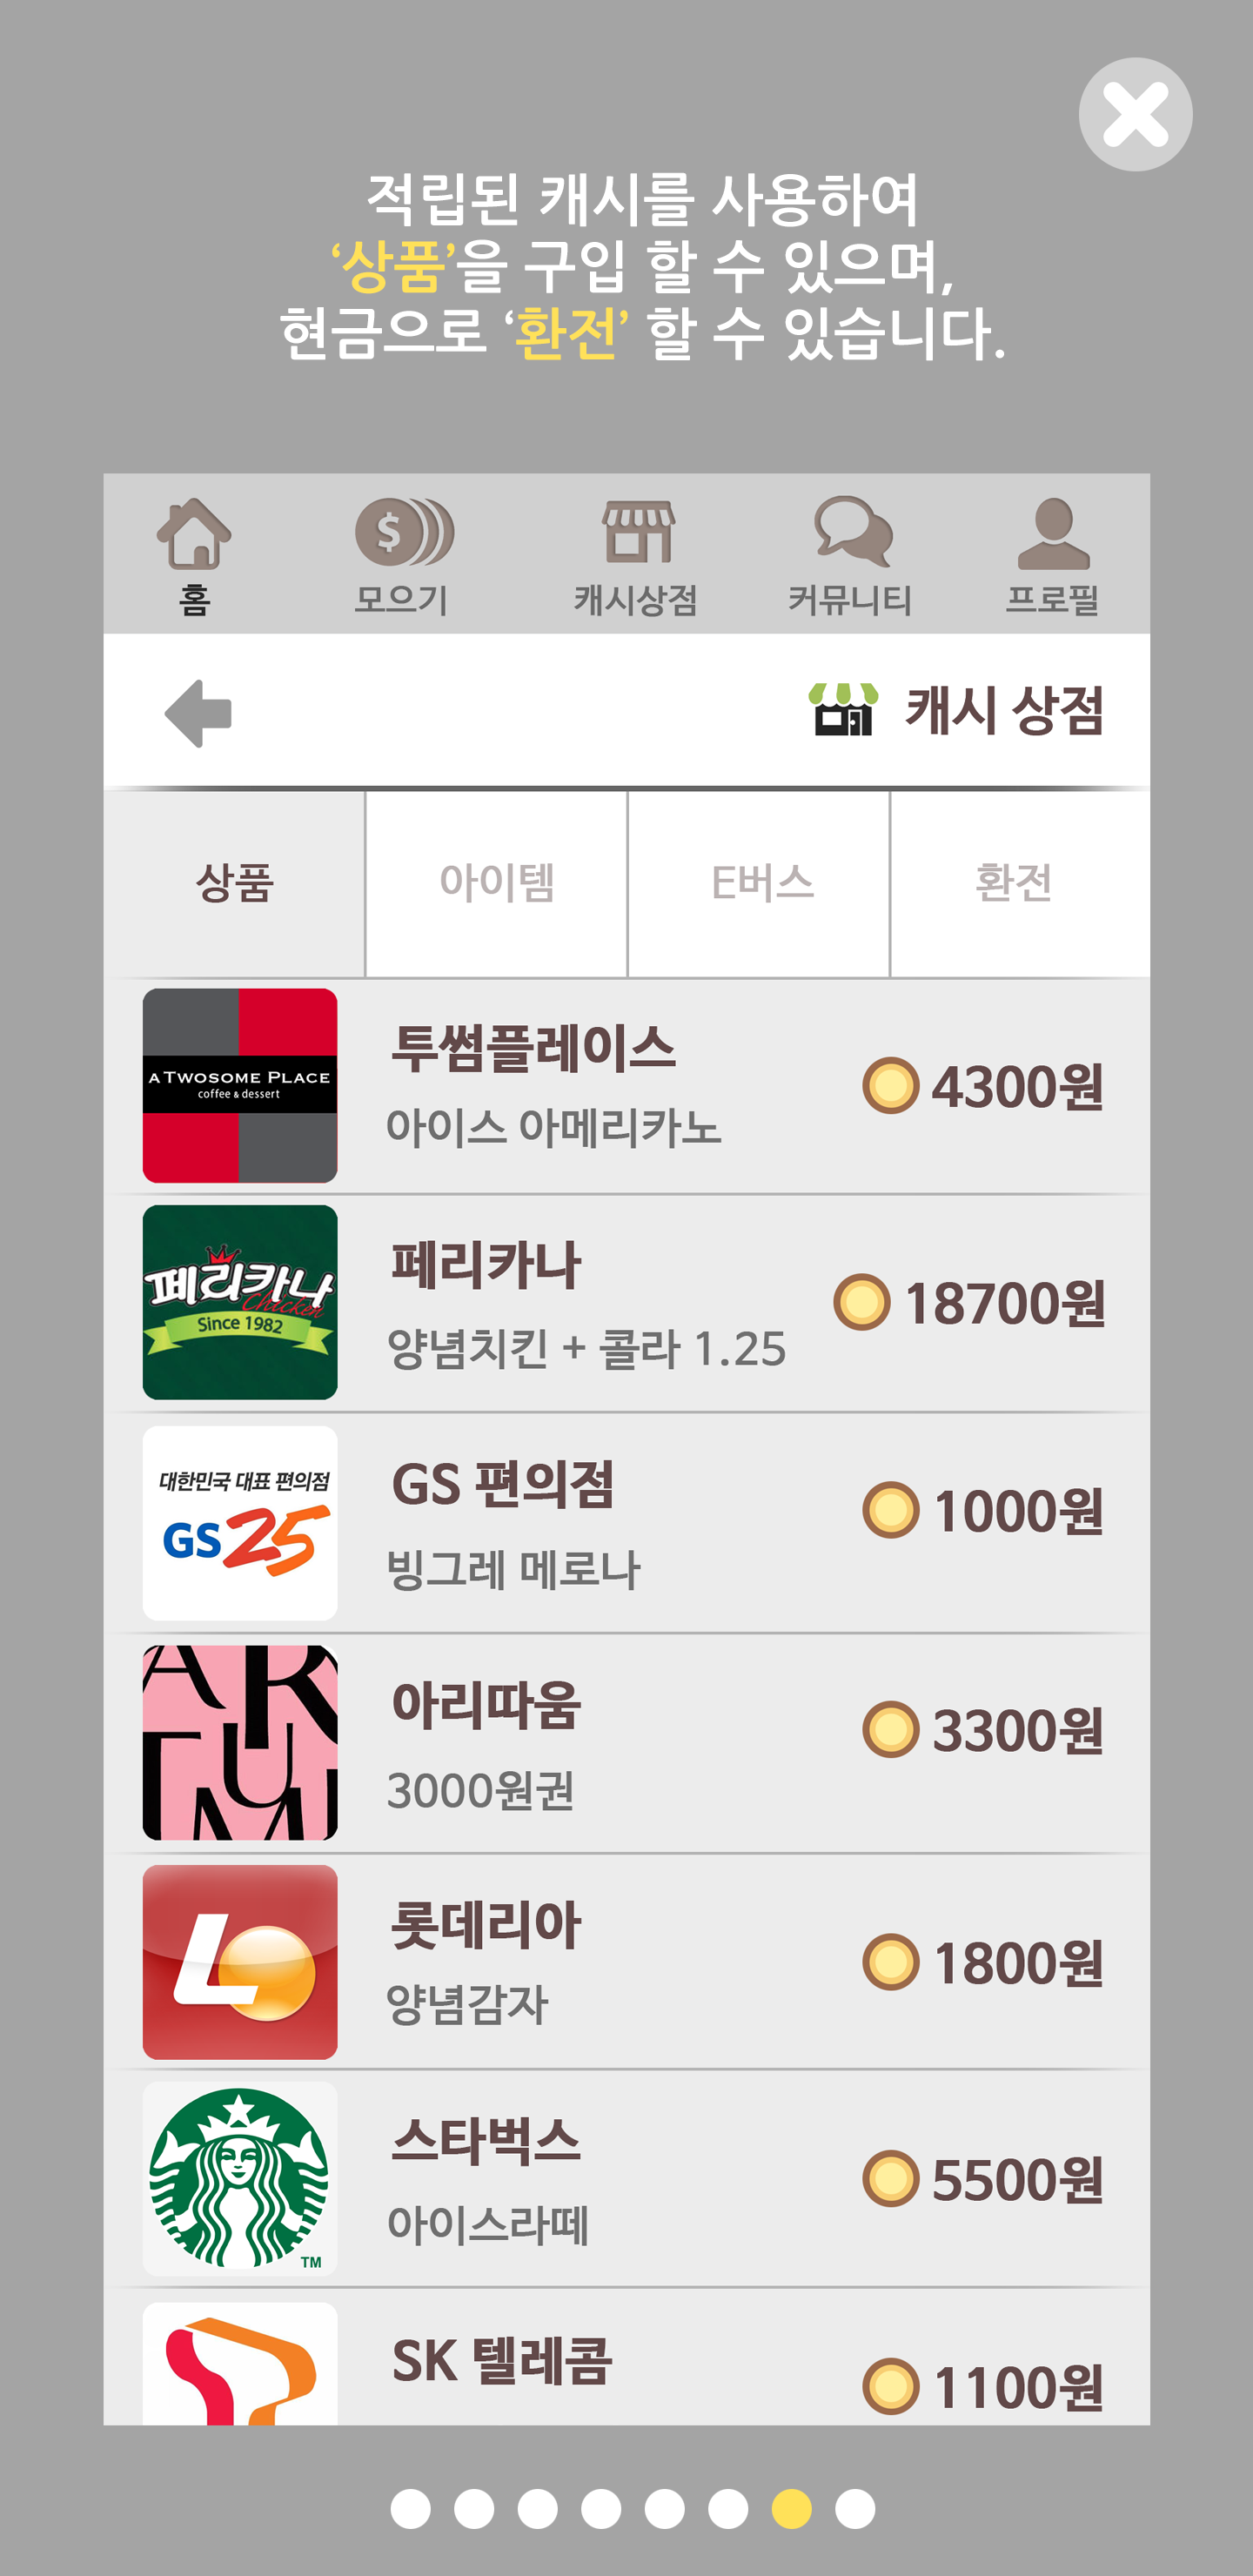 적립된 캐시를 사용하여
‘상품’을 구입 할 수 있으며,
현금으로 ‘환전’ 할 수 있습니다.
홈 모으기 캐시상점 커뮤니티 프로필
캐시 상점
상품 아이템 E버스 환전
A TWOSOME PLACE
coffee & dessert
투썸플레이스
아이스 아메리카노
4300원
페리카나
Chicken
Since 1982
페리카나
양념치킨 + 콜라 1.25
18700원
대한민국 대표 편의점
GS25
GS 편의점
빙그레 메로나
1000원
AR
TU
M
아리따움
3000원권
3300원
L
롯데리아
양념감자
1800원
TM
스타벅스
아이스라떼
5500원
SK 텔레콤
1100원